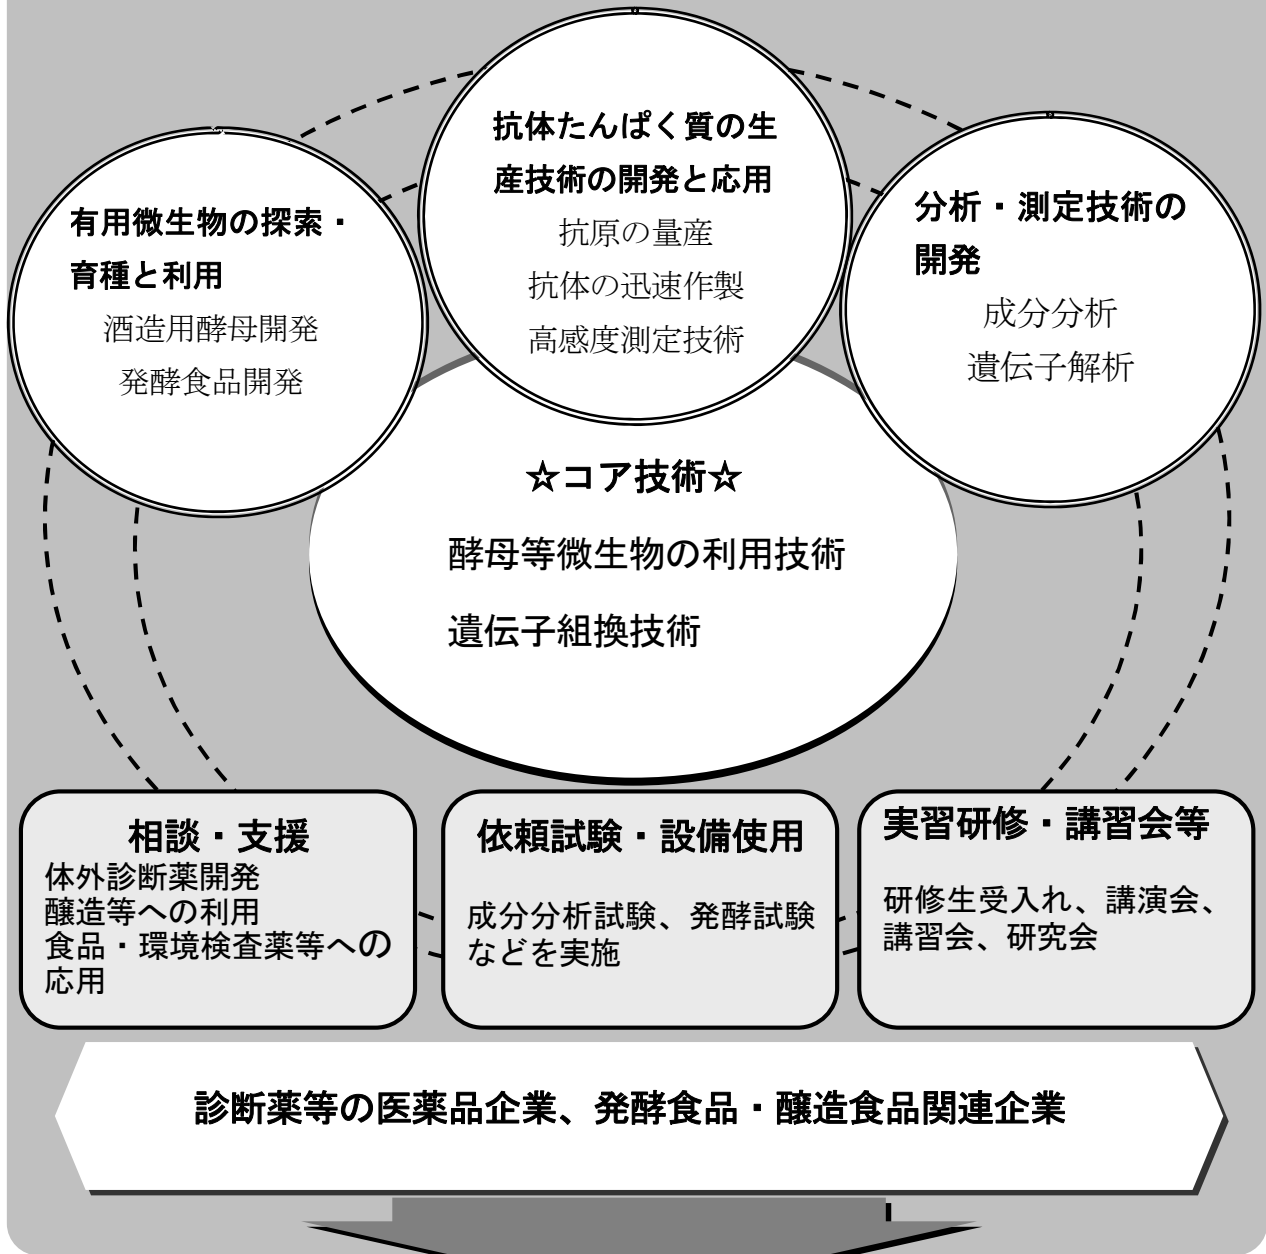 抗体たんぱく質の生
産技術の開発と応用
抗原の量産
抗体の迅速作製
高感度測定技術
有用微生物の探索・
育種と利用
酒造用酵母開発
発酵食品開発
分析・測定技術の
開発
成分分析
遺伝子解析
☆コア技術☆
酵母等微生物の利用技術
遺伝子組換技術
相談・支援
体外診断薬開発
醸造等への利用
食品・環境検査薬等への
応用
依頼試験・設備使用
成分分析試験、発酵試験
などを実施
実習研修・講習会等
研修生受入れ、講演会、
講習会、研究会
診断薬等の医薬品企業、発酵食品・醸造食品関連企業